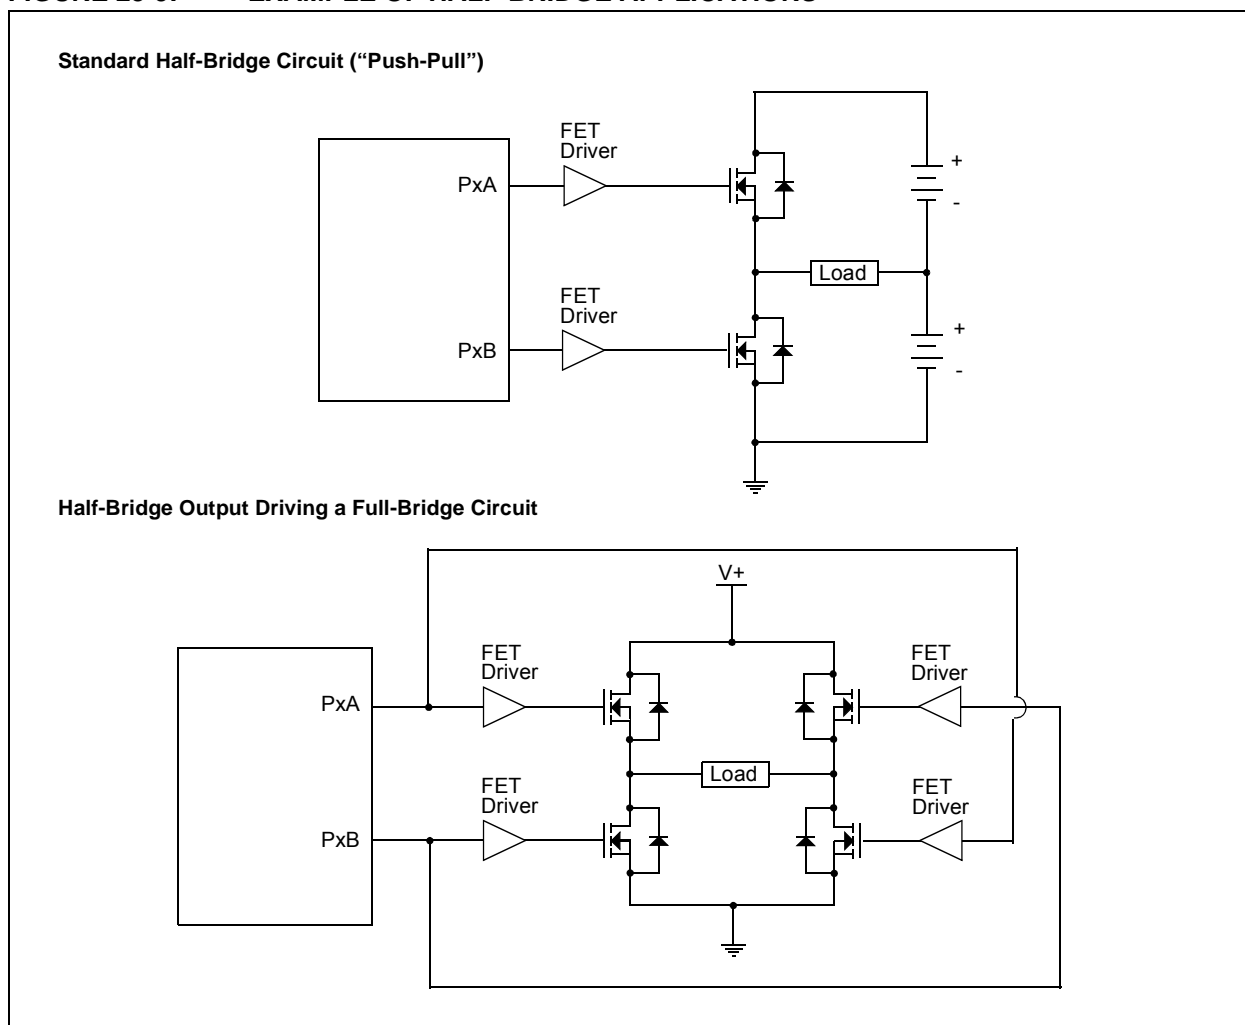 Standard Half-Bridge Circuit (“Push-Pull”)
FET
Driver
PxA
+
-
Load
FET
Driver
PxB
+
-
Half-Bridge Output Driving a Full-Bridge Circuit
V+
FET
Driver
FET
Driver
PxA
Load
FET
Driver
FET
Driver
PxB